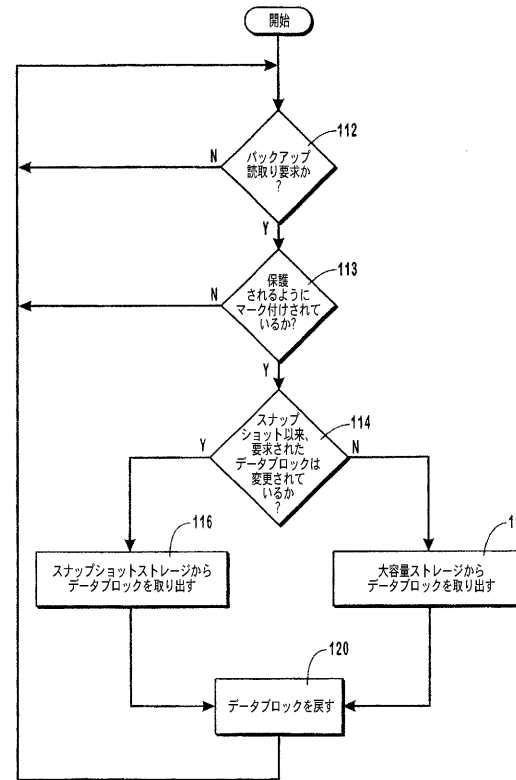 開始
112
バックアップ
読取り要求か
?
N
Y
113
保護
されるように
マーク付けされて
いるか?
N
Y
114
スナップ
ショット以来、
要求された
データブロックは
変更されて
いるか
?
Y
N
116
スナップショットストレージから
データブロックを取り出す
大容量ストレージから
データブロックを取り出す
120
データブロックを戻す